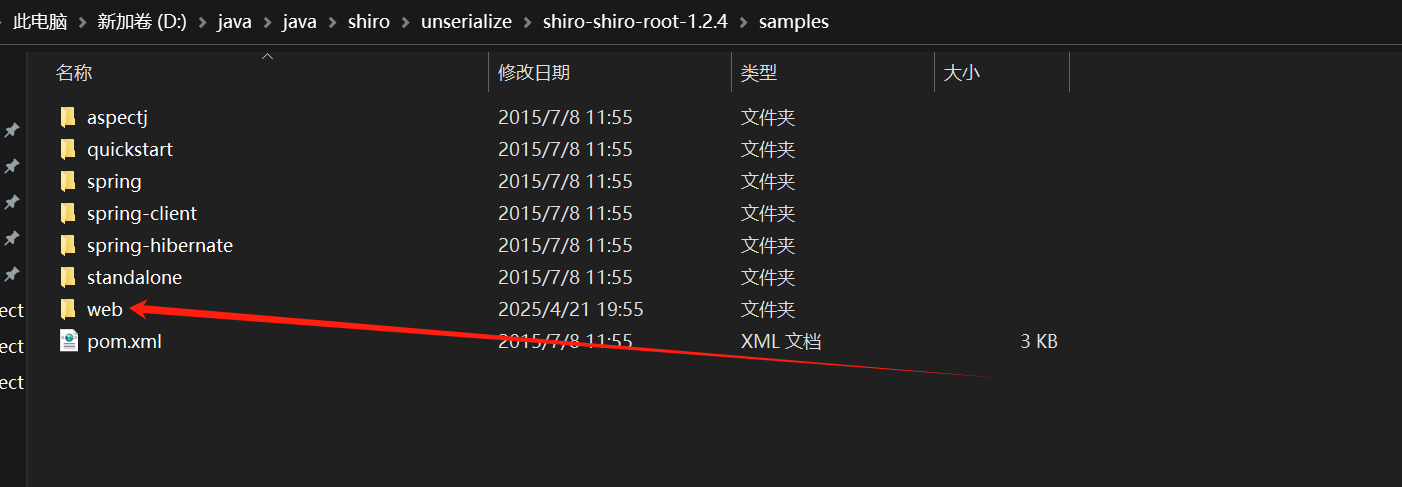 此电脑 > 新加卷 (D:) > java > java > shiro > unserialize > shiro-shiro-root-1.2.4 > samples
名称 修改日期 类型 大小
aspectj 2015/7/8 11:55 文件夹
quickstart 2015/7/8 11:55 文件夹
spring 2015/7/8 11:55 文件夹
spring-client 2015/7/8 11:55 文件夹
spring-hibernate 2015/7/8 11:55 文件夹
standalone 2015/7/8 11:55 文件夹
ect web 2025/4/21 19:55 文件夹
ect pom.xml 2015/7/8 11:55 XML 文档 3 KB
ect